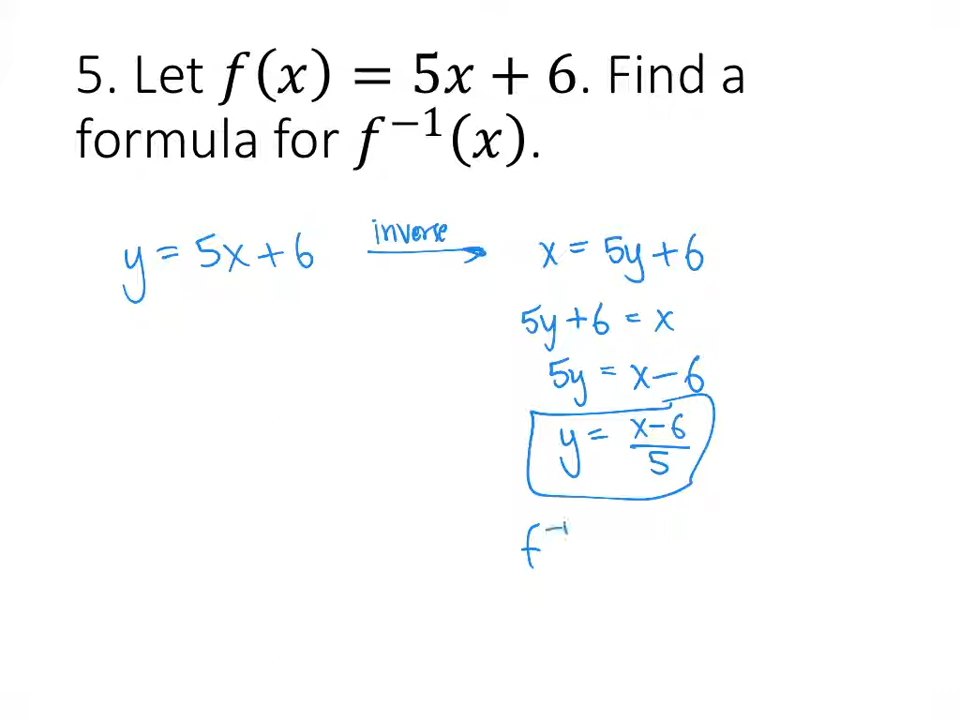 5. Let f(x) = 5x + 6. Find a
formula for f⁻¹(x).
y = 5x + 6 inverse x = 5y + 6
5y + 6 = x
5y = x − 6
y = (x − 6)/5
f⁻¹